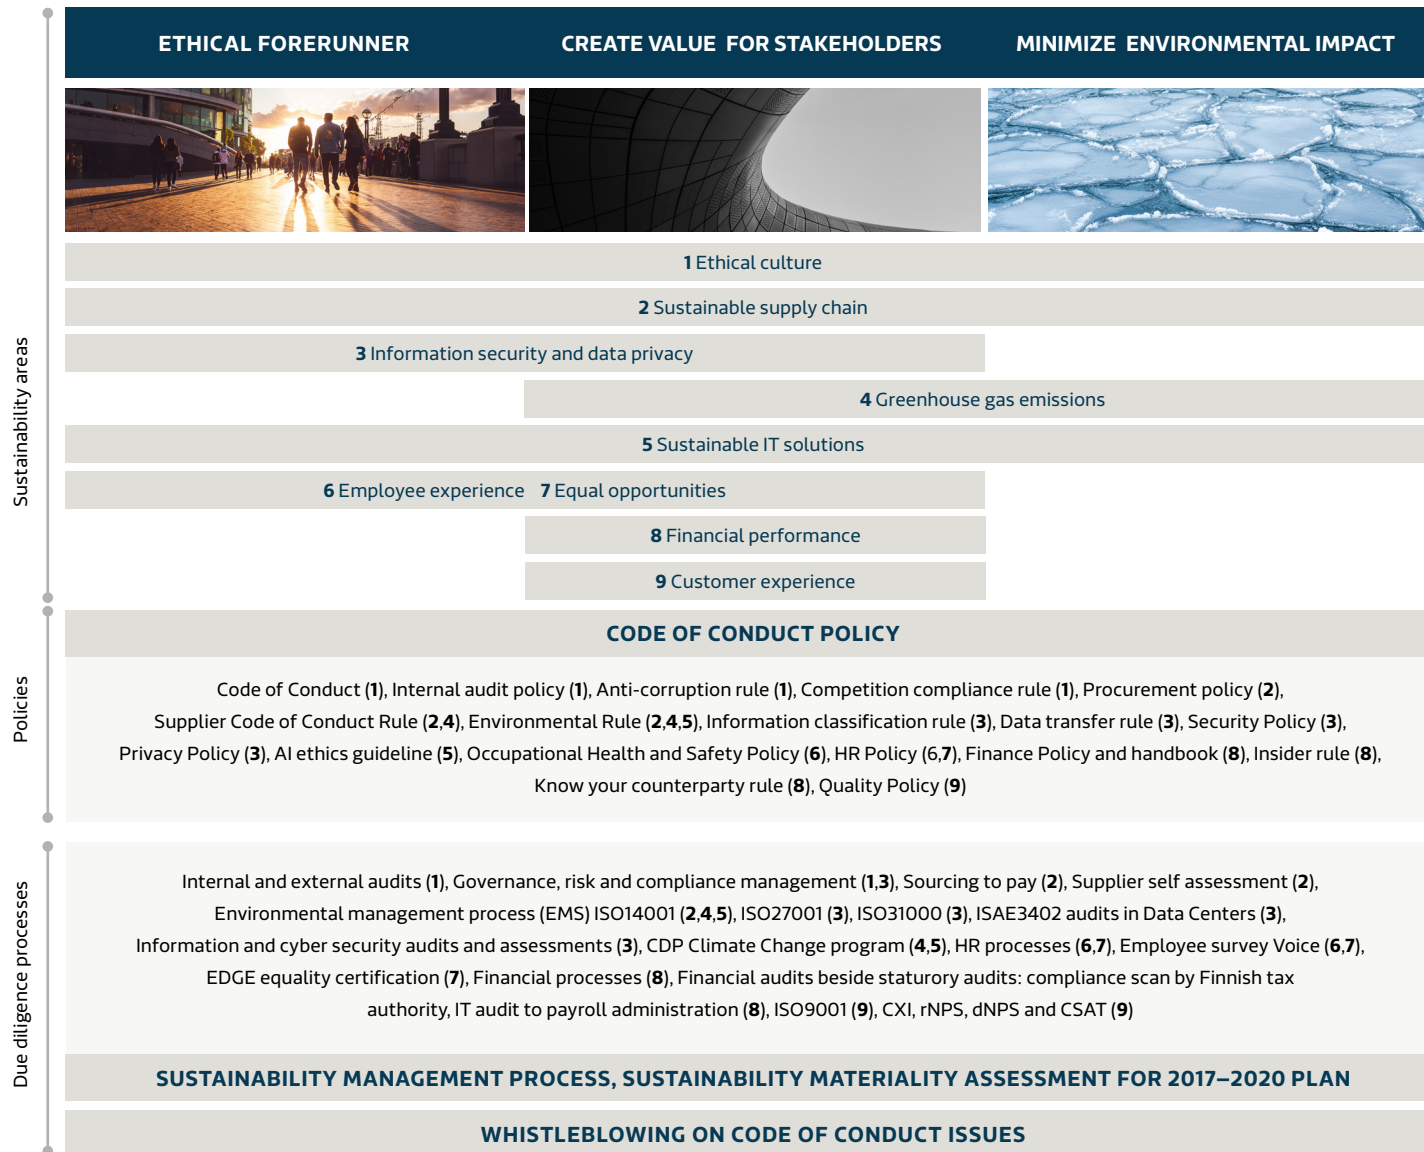 ETHICAL FORERUNNER
CREATE VALUE FOR STAKEHOLDERS
MINIMIZE ENVIRONMENTAL IMPACT
Sustainability areas
1 Ethical culture
2 Sustainable supply chain
3 Information security and data privacy
4 Greenhouse gas emissions
5 Sustainable IT solutions
6 Employee experience 7 Equal opportunities
8 Financial performance
9 Customer experience
Policies
CODE OF CONDUCT POLICY
Code of Conduct (1), Internal audit policy (1), Anti-corruption rule (1), Competition compliance rule (1), Procurement policy (2),
Supplier Code of Conduct Rule (2,4), Environmental Rule (2,4,5), Information classification rule (3), Data transfer rule (3), Security Policy (3),
Privacy Policy (3), AI ethics guideline (5), Occupational Health and Safety Policy (6), HR Policy (6,7), Finance Policy and handbook (8), Insider rule (8),
Know your counterparty rule (8), Quality Policy (9)
Due diligence processes
Internal and external audits (1), Governance, risk and compliance management (1,3), Sourcing to pay (2), Supplier self assessment (2),
Environmental management process (EMS) ISO14001 (2,4,5), ISO27001 (3), ISO31000 (3), ISAE3402 audits in Data Centers (3),
Information and cyber security audits and assessments (3), CDP Climate Change program (4,5), HR processes (6,7), Employee survey Voice (6,7),
EDGE equality certification (7), Financial processes (8), Financial audits beside staturory audits: compliance scan by Finnish tax
authority, IT audit to payroll administration (8), ISO9001 (9), CXI, rNPS, dNPS and CSAT (9)
SUSTAINABILITY MANAGEMENT PROCESS, SUSTAINABILITY MATERIALITY ASSESSMENT FOR 2017–2020 PLAN
WHISTLEBLOWING ON CODE OF CONDUCT ISSUES